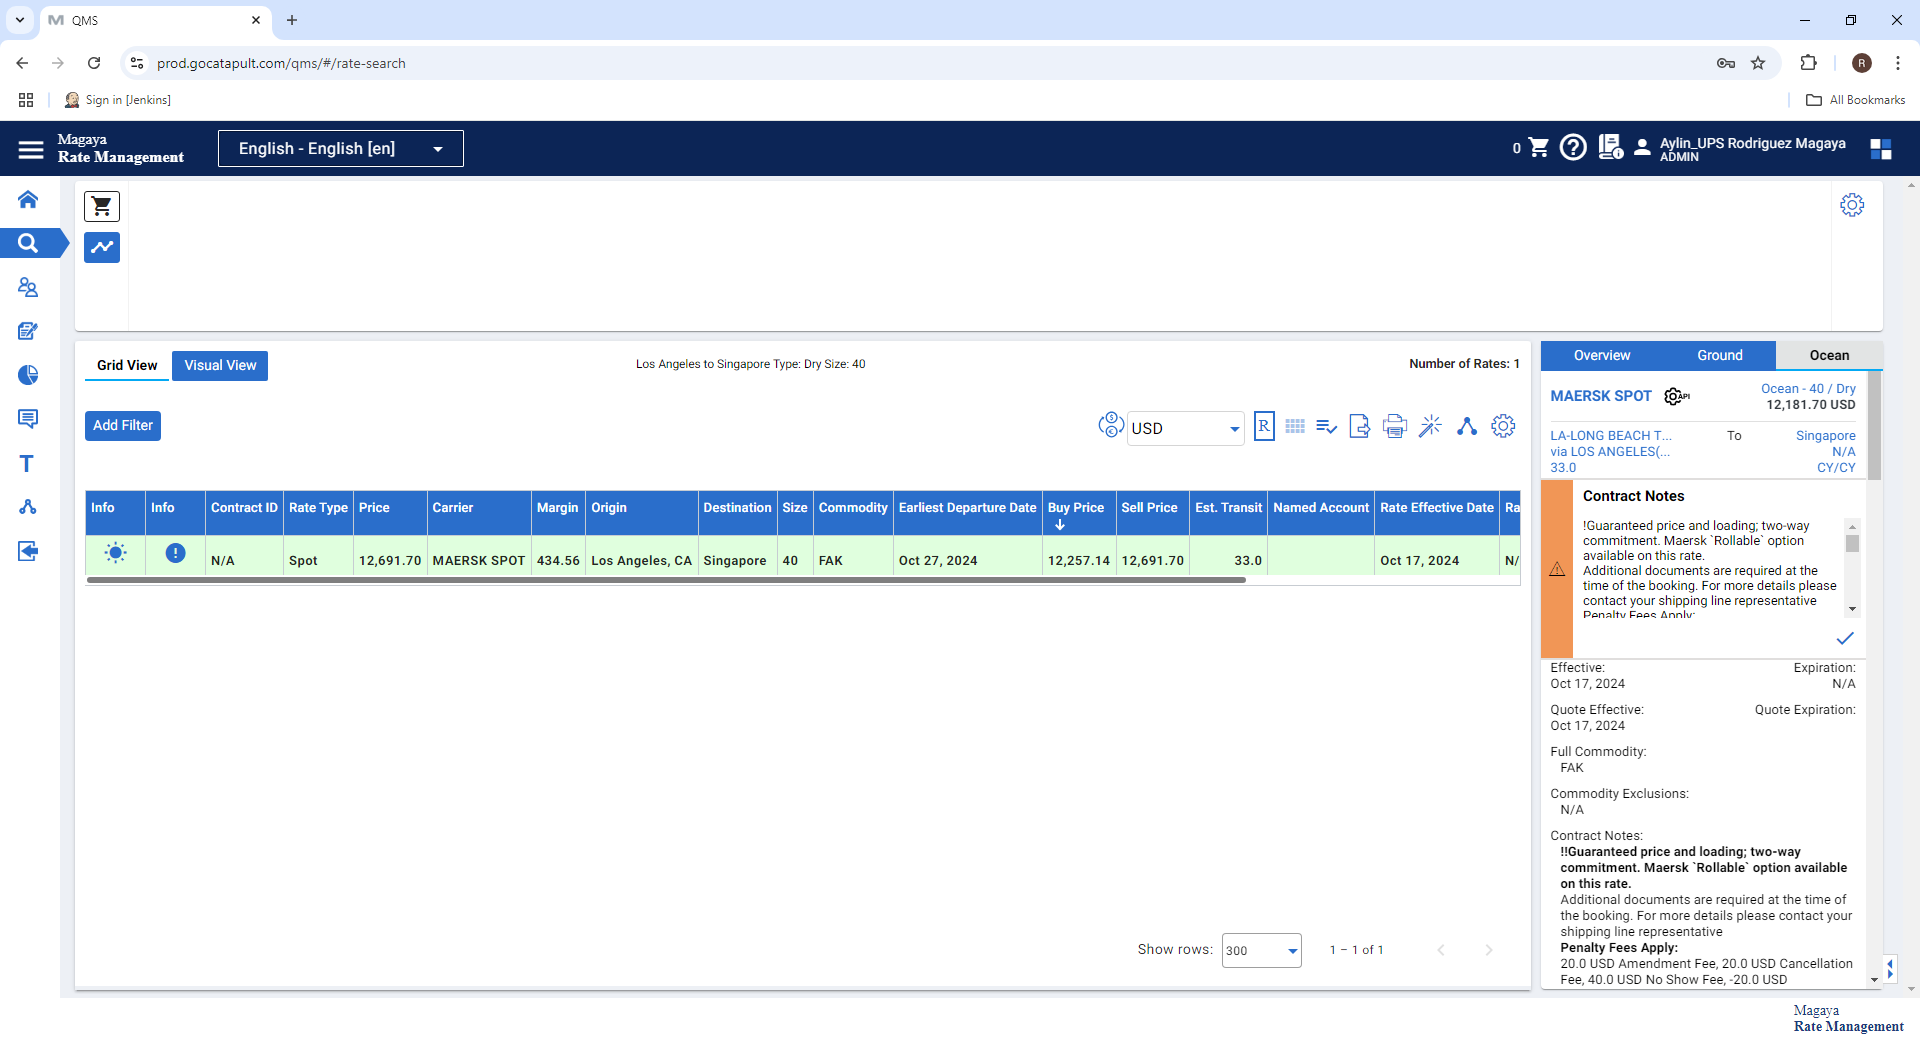 QMS
prod.gocatapult.com/qms/#/rate-search
R
Sign in [Jenkins]
All Bookmarks
Magaya
Rate Management
English - English [en]
0
Aylin_UPS Rodriguez Magaya
ADMIN
Grid View
Visual View
Los Angeles to Singapore Type: Dry Size: 40
Number of Rates: 1
Add Filter
USD
R
Info Info Contract ID Rate Type Price Carrier Margin Origin Destination Size Commodity Earliest Departure Date Buy Price Sell Price Est. Transit Named Account Rate Effective Date Ra
N/A Spot 12,691.70 MAERSK SPOT 434.56 Los Angeles, CA Singapore 40 FAK Oct 27, 2024 12,257.14 12,691.70 33.0 Oct 17, 2024 N/
Show rows: 300 1 – 1 of 1
Overview Ground Ocean
MAERSK SPOT API Ocean - 40 / Dry
12,181.70 USD
LA-LONG BEACH T... To Singapore
via LOS ANGELES(... N/A
33.0 CY/CY
Contract Notes
!Guaranteed price and loading; two-way
commitment. Maersk `Rollable` option
available on this rate.
Additional documents are required at the
time of the booking. For more details please
contact your shipping line representative
Penalty Fees Apply:
Effective: Expiration:
Oct 17, 2024 N/A
Quote Effective: Quote Expiration:
Oct 17, 2024
Full Commodity:
FAK
Commodity Exclusions:
N/A
Contract Notes:
!!Guaranteed price and loading; two-way
commitment. Maersk `Rollable` option available
on this rate.
Additional documents are required at the time of
the booking. For more details please contact your
shipping line representative
Penalty Fees Apply:
20.0 USD Amendment Fee, 20.0 USD Cancellation
Fee, 40.0 USD No Show Fee, -20.0 USD
T
Magaya
Rate Management